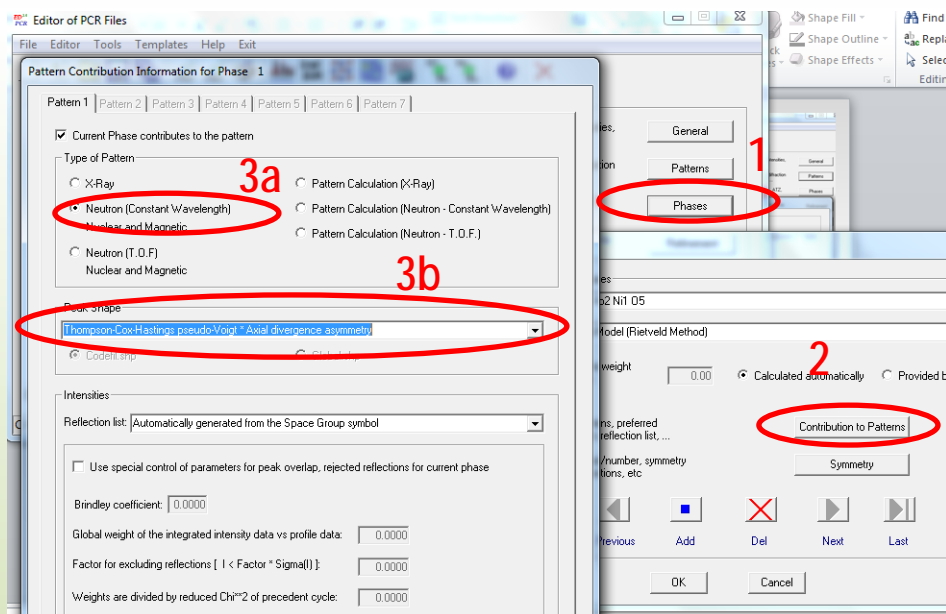 Editor of PCR Files
File Editor Tools Templates Help Exit
Pattern Contribution Information for Phase 1
Pattern 1 Pattern 2 Pattern 3 Pattern 4 Pattern 5 Pattern 6 Pattern 7
Current Phase contributes to the pattern
Type of Pattern
3a
X-Ray
Pattern Calculation (X-Ray)
Neutron (Constant Wavelength)
Pattern Calculation (Neutron - Constant Wavelength)
Nuclear and Magnetic
Pattern Calculation (Neutron - T.O.F.)
Neutron (T.O.F)
Nuclear and Magnetic
3b
Peak Shape
Thompson-Cox-Hastings pseudo-Voigt * Axial divergence asymmetry
Intensities
Reflection list: Automatically generated from the Space Group symbol
Use special control of parameters for peak overlap, rejected reflections for current phase
Brindley coefficient: 0.0000
Global weight of the integrated intensity data vs profile data: 0.0000
Factor for excluding reflections [ I < Factor * Sigma(I) ]: 0.0000
Weights are divided by reduced Chi**2 of precedent cycle: 0.0000
Shape Fill
Shape Outline
Shape Effects
Find
Repla
Selec
Editin
General
1
Patterns
Phases
o2 Ni1 O5
Model (Rietveld Method)
weight
0.00
Calculated automatically
Provided b
2
ns, preferred
reflection list, ...
Contribution to Patterns
/number, symmetry
tions, etc
Symmetry
Previous Add Del Next Last
OK Cancel